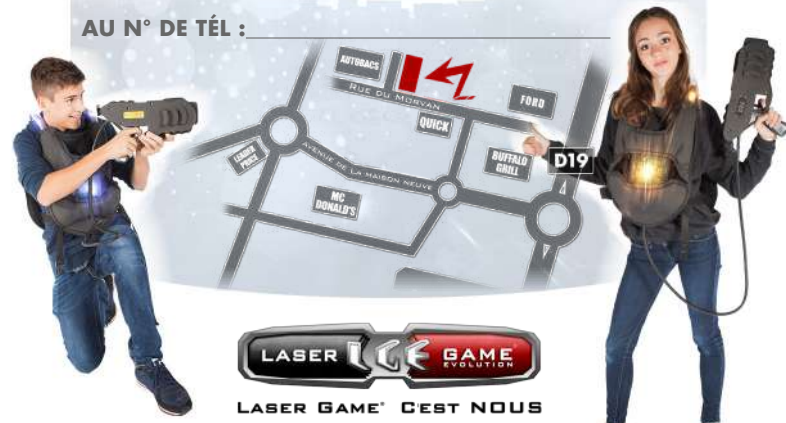 AU N° DE TÉL :
AUTOBACS
RUE DU MORVAN
FORD
QUICK
LEADER
PRICE
AVENUE DE LA MAISON NEUVE
BUFFALO
GRILL
D19
MC
DONALD'S
LASER LGE GAME
EVOLUTION
LASER GAME® C'EST NOUS